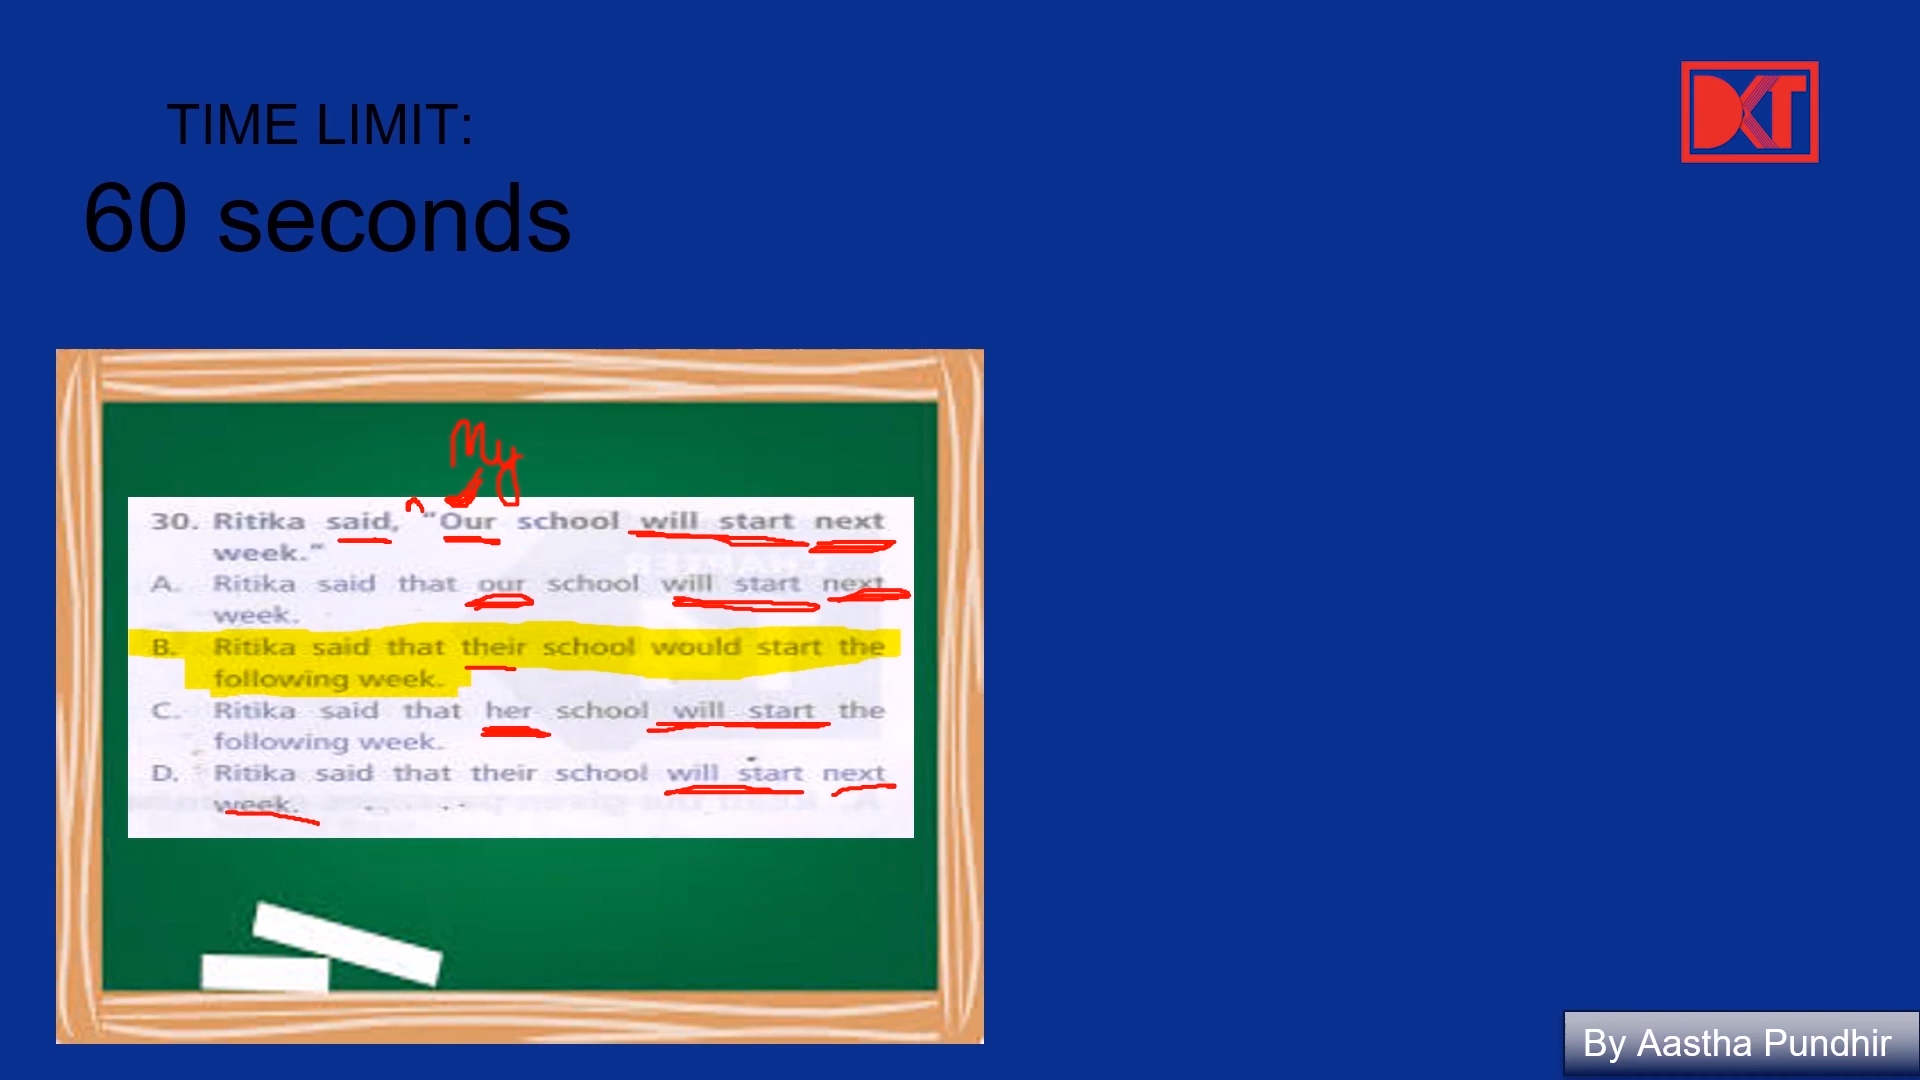 TIME LIMIT:
60 seconds
DKT
My
30. Ritika said, "Our school will start next
week."
A. Ritika said that our school will start next
week.
B. Ritika said that their school would start the
following week.
C. Ritika said that her school will start the
following week.
D. Ritika said that their school will start next
week.
By Aastha Pundhir